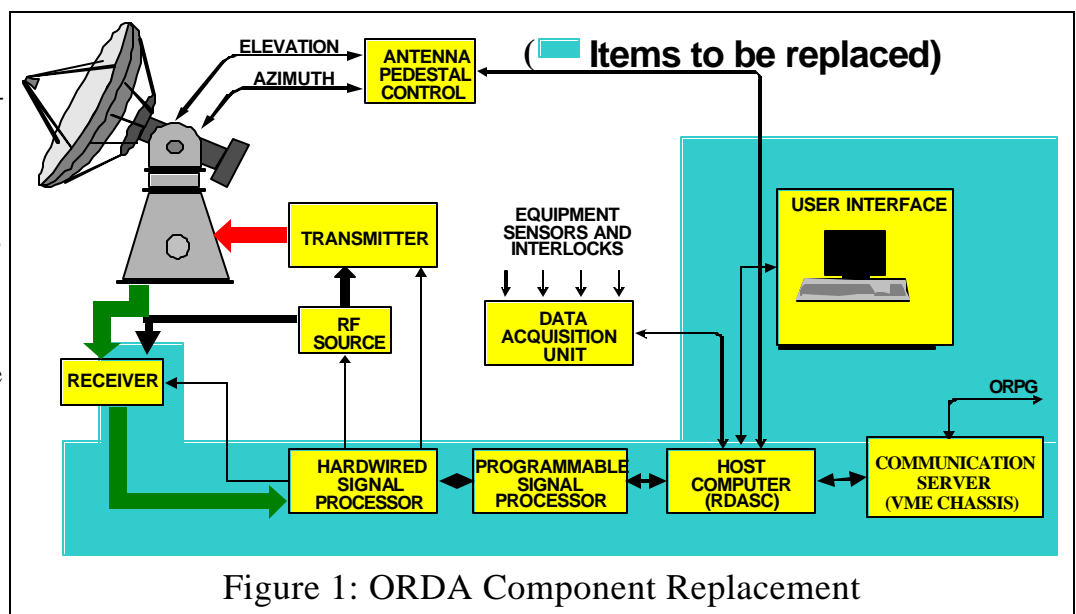 ELEVATION
AZIMUTH
ANTENNA
PEDESTAL
CONTROL
( Items to be replaced)
USER INTERFACE
EQUIPMENT
SENSORS AND
INTERLOCKS
TRANSMITTER
RF
SOURCE
DATA
ACQUISITION
UNIT
RECEIVER
ORPG
HARDWIRED
SIGNAL
PROCESSOR
PROGRAMMABLE
SIGNAL
PROCESSOR
HOST
COMPUTER
(RDASC)
COMMUNICATION
SERVER
(VME CHASSIS)
Figure 1: ORDA Component Replacement